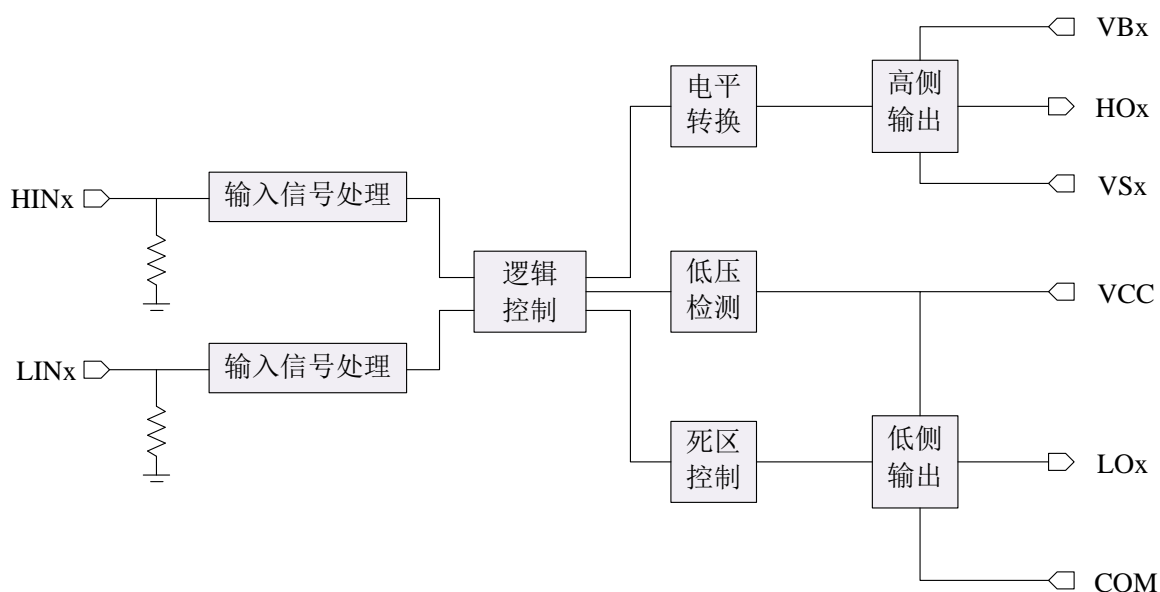 VBx
电平
转换
高侧
输出
HOx
HINx
输入信号处理
VSx
逻辑
控制
低压
检测
VCC
LINx
输入信号处理
死区
控制
低侧
输出
LOx
COM